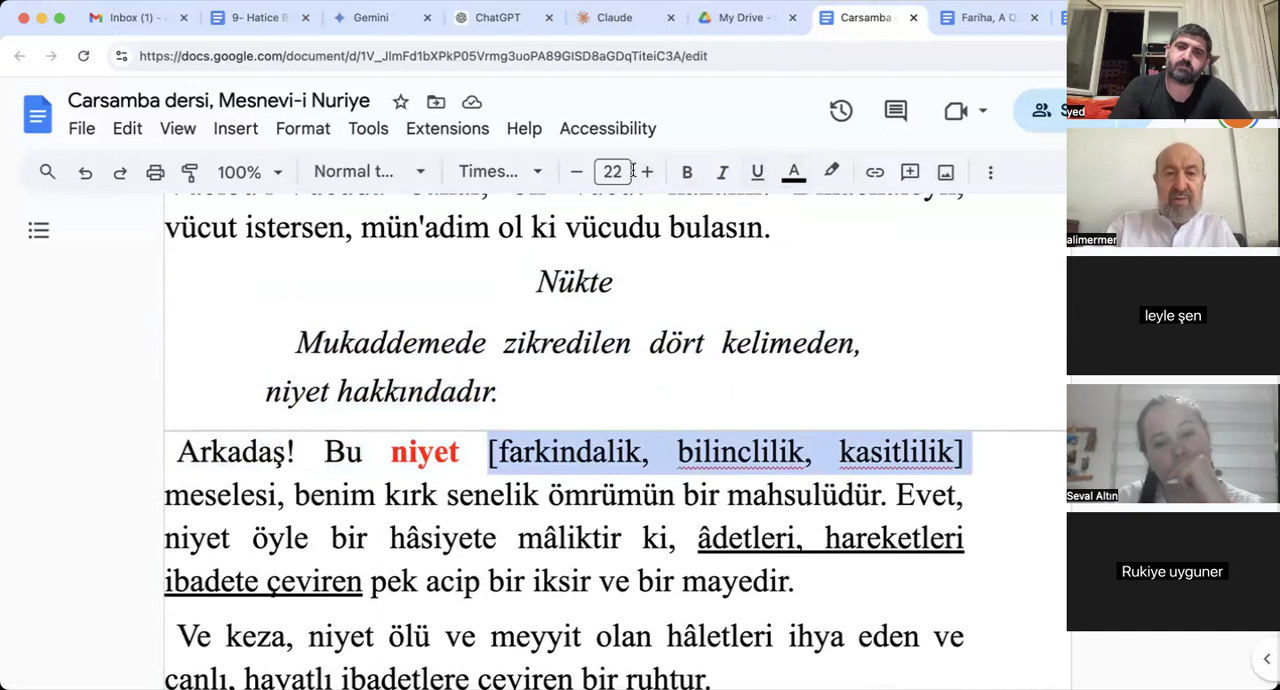 Inbox (1) -
9- Hatice B
Gemini
ChatGPT
Claude
My Drive -
Carsamba
Fariha, A O
https://docs.google.com/document/d/1V_JlmFd1bXPkP05Vrmg3uoPA89GlSD8aGDqTiteiC3A/edit
Carsamba dersi, Mesnevi-i Nuriye
File Edit View Insert Format Tools Extensions Help Accessibility
100% Normal t... Times... 22 B I U A
vücut istersen, mün'adim ol ki vücudu bulasın.
Nükte
Mukaddemede zikredilen dört kelimeden,
niyet hakkındadır.
Arkadaş! Bu niyet [farkindalik, bilinclilik, kasitlilik]
meselesi, benim kırk senelik ömrümün bir mahsulüdür. Evet,
niyet öyle bir hâsiyete mâliktir ki, âdetleri, hareketleri
ibadete çeviren pek acip bir iksir ve bir mayedir.
Ve keza, niyet ölü ve meyyit olan hâletleri ihya eden ve
canlı, hayatlı ibadetlere çeviren bir ruhtur.
yed
alimermer
leyle şen
Seval Altın
Rukiye uyguner